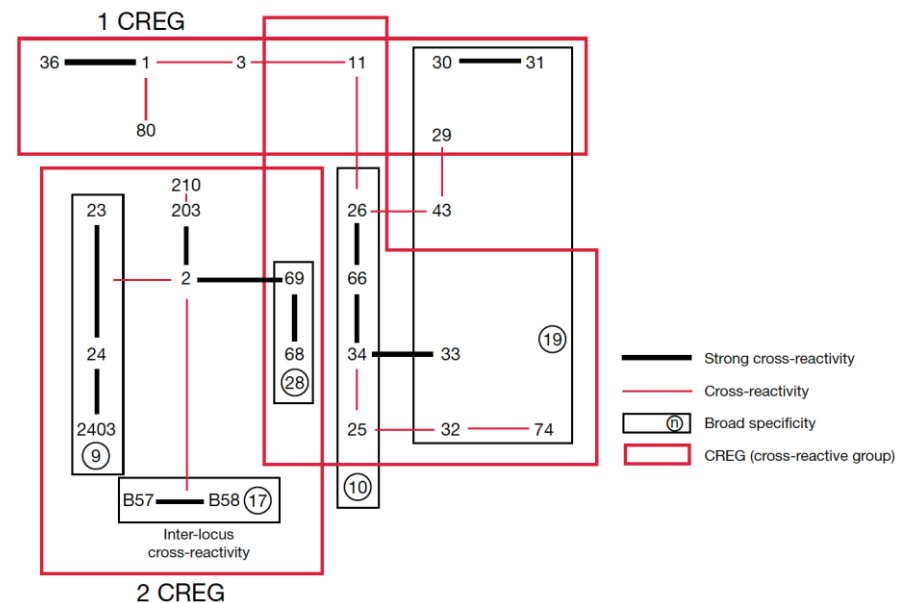 1 CREG
36 1 3 11 30 31
80 29
210
23 203 26 43
2 69 66
24 68 34 33 19
28
2403 25 32 74
9
B57 B58 17 10
Inter-locus
cross-reactivity
2 CREG
Strong cross-reactivity
Cross-reactivity
n Broad specificity
CREG (cross-reactive group)